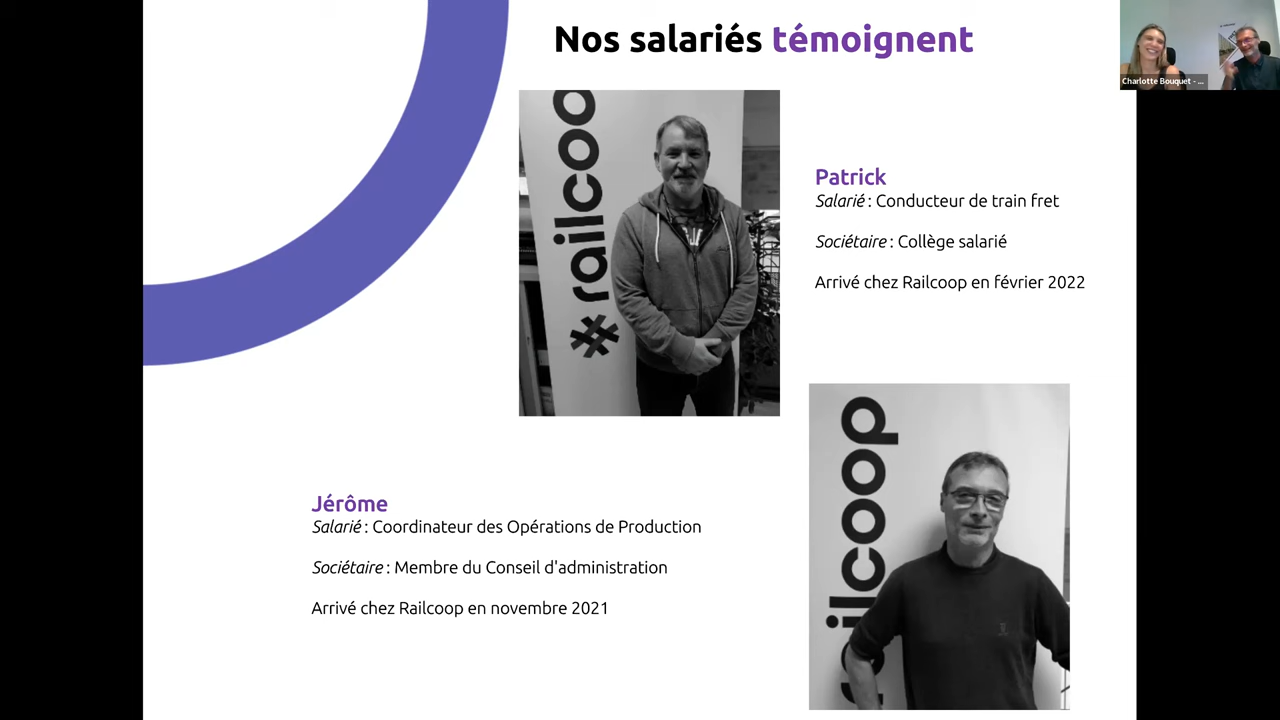 Nos salariés témoignent
Charlotte Bouquet - ...
railcoo
Patrick
Salarié : Conducteur de train fret
Sociétaire : Collège salarié
Arrivé chez Railcoop en février 2022
railcoop
Jérôme
Salarié : Coordinateur des Opérations de Production
Sociétaire : Membre du Conseil d'administration
Arrivé chez Railcoop en novembre 2021